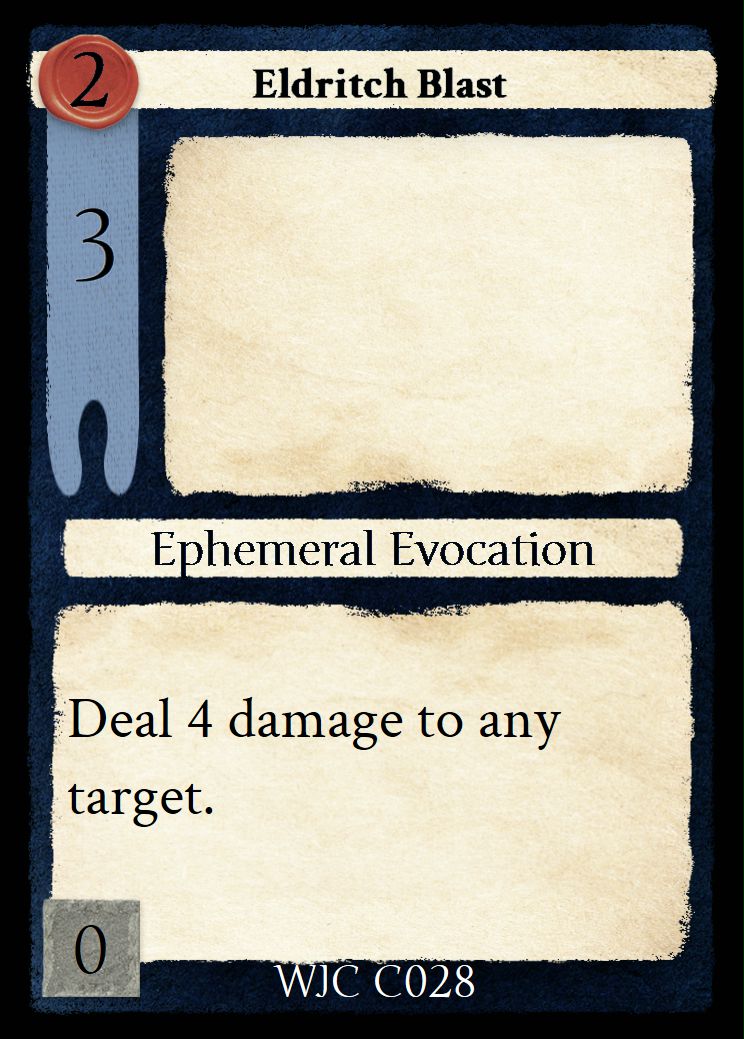 2
Eldritch Blast
3
Ephemeral Evocation
Deal 4 damage to any
target.
0
WJC C028